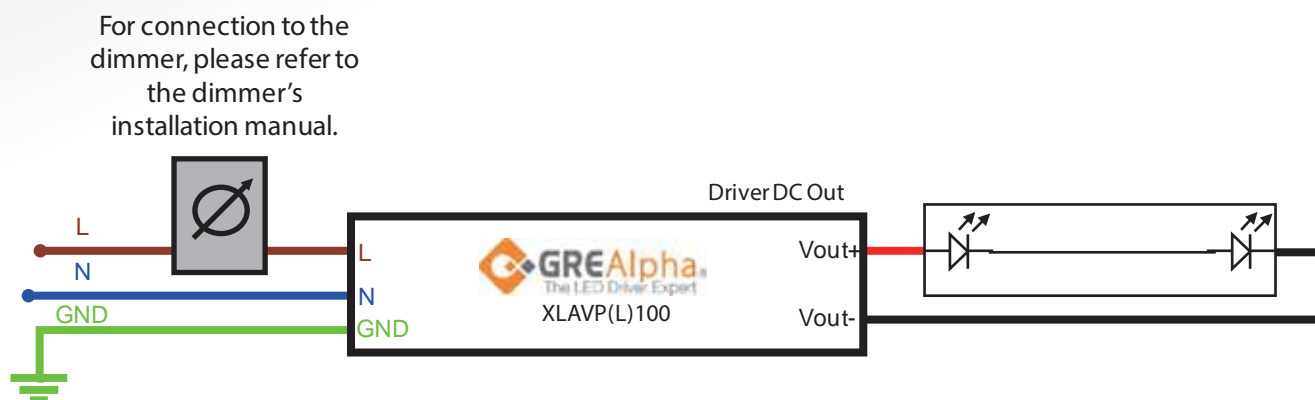 For connection to the
dimmer, please refer to
the dimmer's
installation manual.
Driver DC Out
L
L
Vout+
GREAlpha.
The LED Driver Expert
N
N
XLAVP(L)100
Vout-
GND
GND